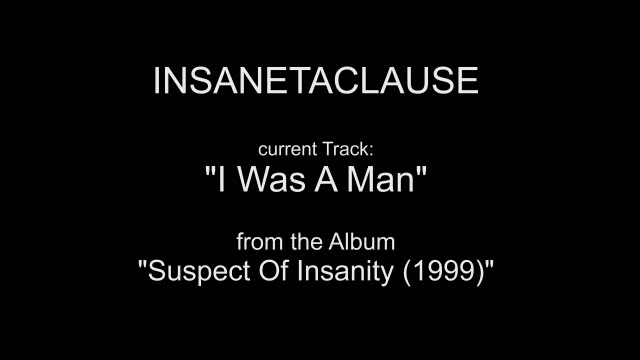 INSANETACLAUSE
current Track:
"I Was A Man"
from the Album
"Suspect Of Insanity (1999)"